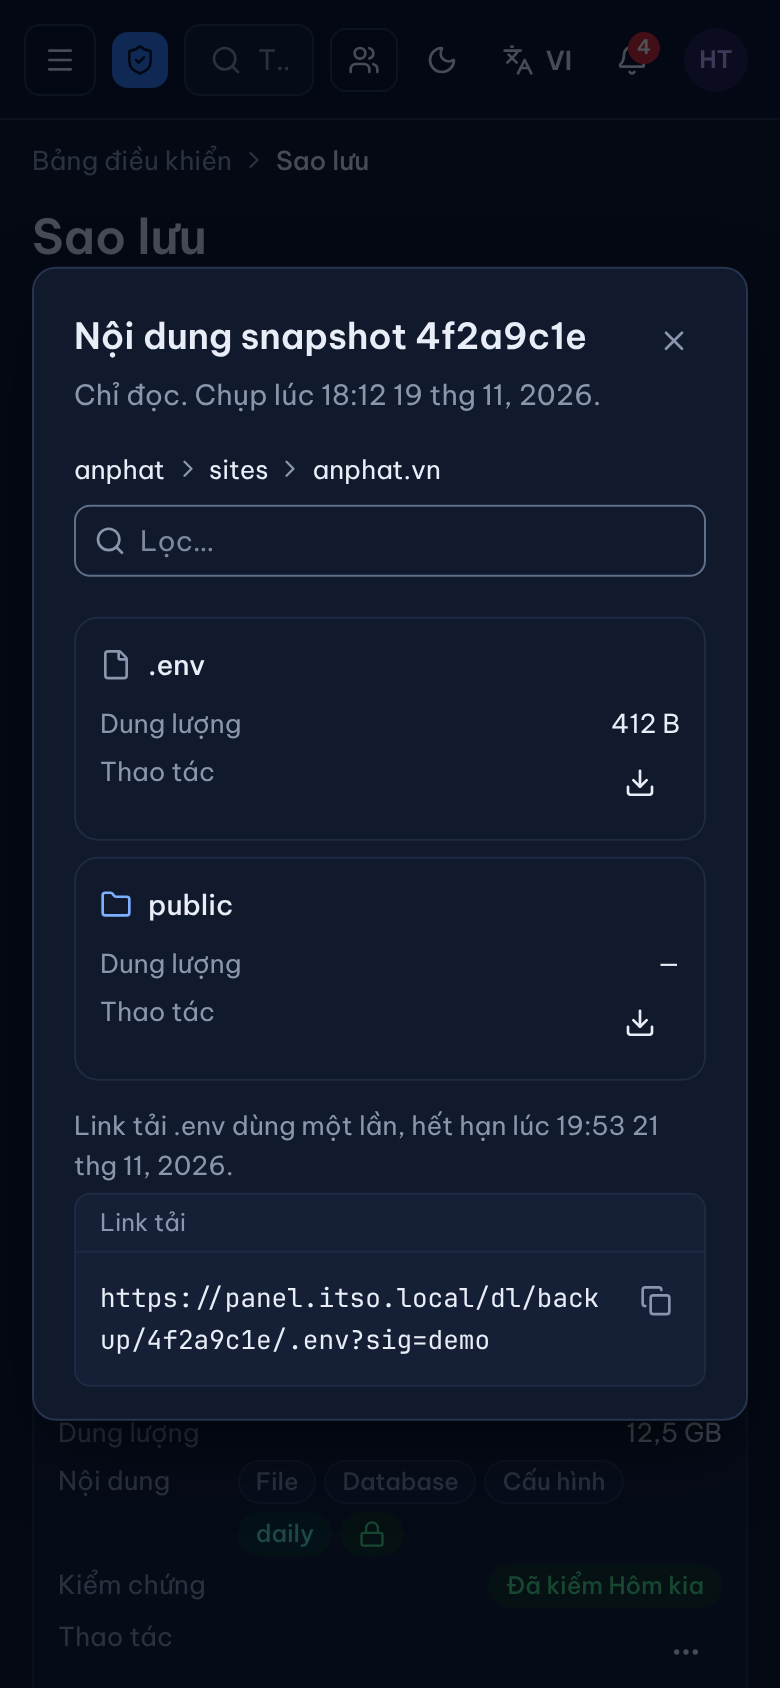 T..
VI
4
HT
Bảng điều khiển > Sao lưu
Sao lưu
Nội dung snapshot 4f2a9c1e
Chỉ đọc. Chụp lúc 18:12 19 thg 11, 2026.
anphat > sites > anphat.vn
Lọc...
.env
Dung lượng 412 B
Thao tác
public
Dung lượng –
Thao tác
Link tải .env dùng một lần, hết hạn lúc 19:53 21
thg 11, 2026.
Link tải
https://panel.itso.local/dl/back
up/4f2a9c1e/.env?sig=demo
Dung lượng 12,5 GB
Nội dung File Database Cấu hình
daily
Kiểm chứng Đã kiểm Hôm kia
Thao tác